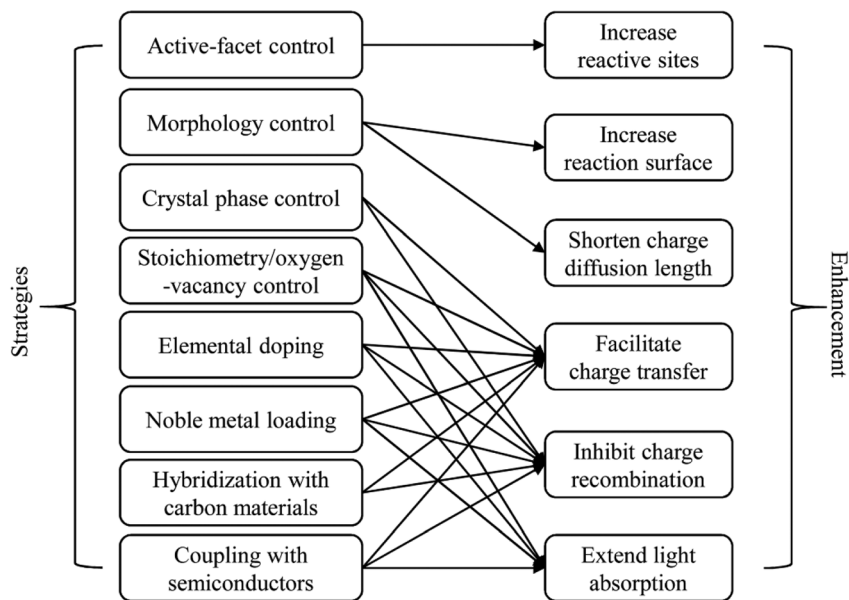 Strategies
Active-facet control
Morphology control
Crystal phase control
Stoichiometry/oxygen
-vacancy control
Elemental doping
Noble metal loading
Hybridization with
carbon materials
Coupling with
semiconductors
Increase
reactive sites
Increase
reaction surface
Shorten charge
diffusion length
Facilitate
charge transfer
Inhibit charge
recombination
Extend light
absorption
Enhancement